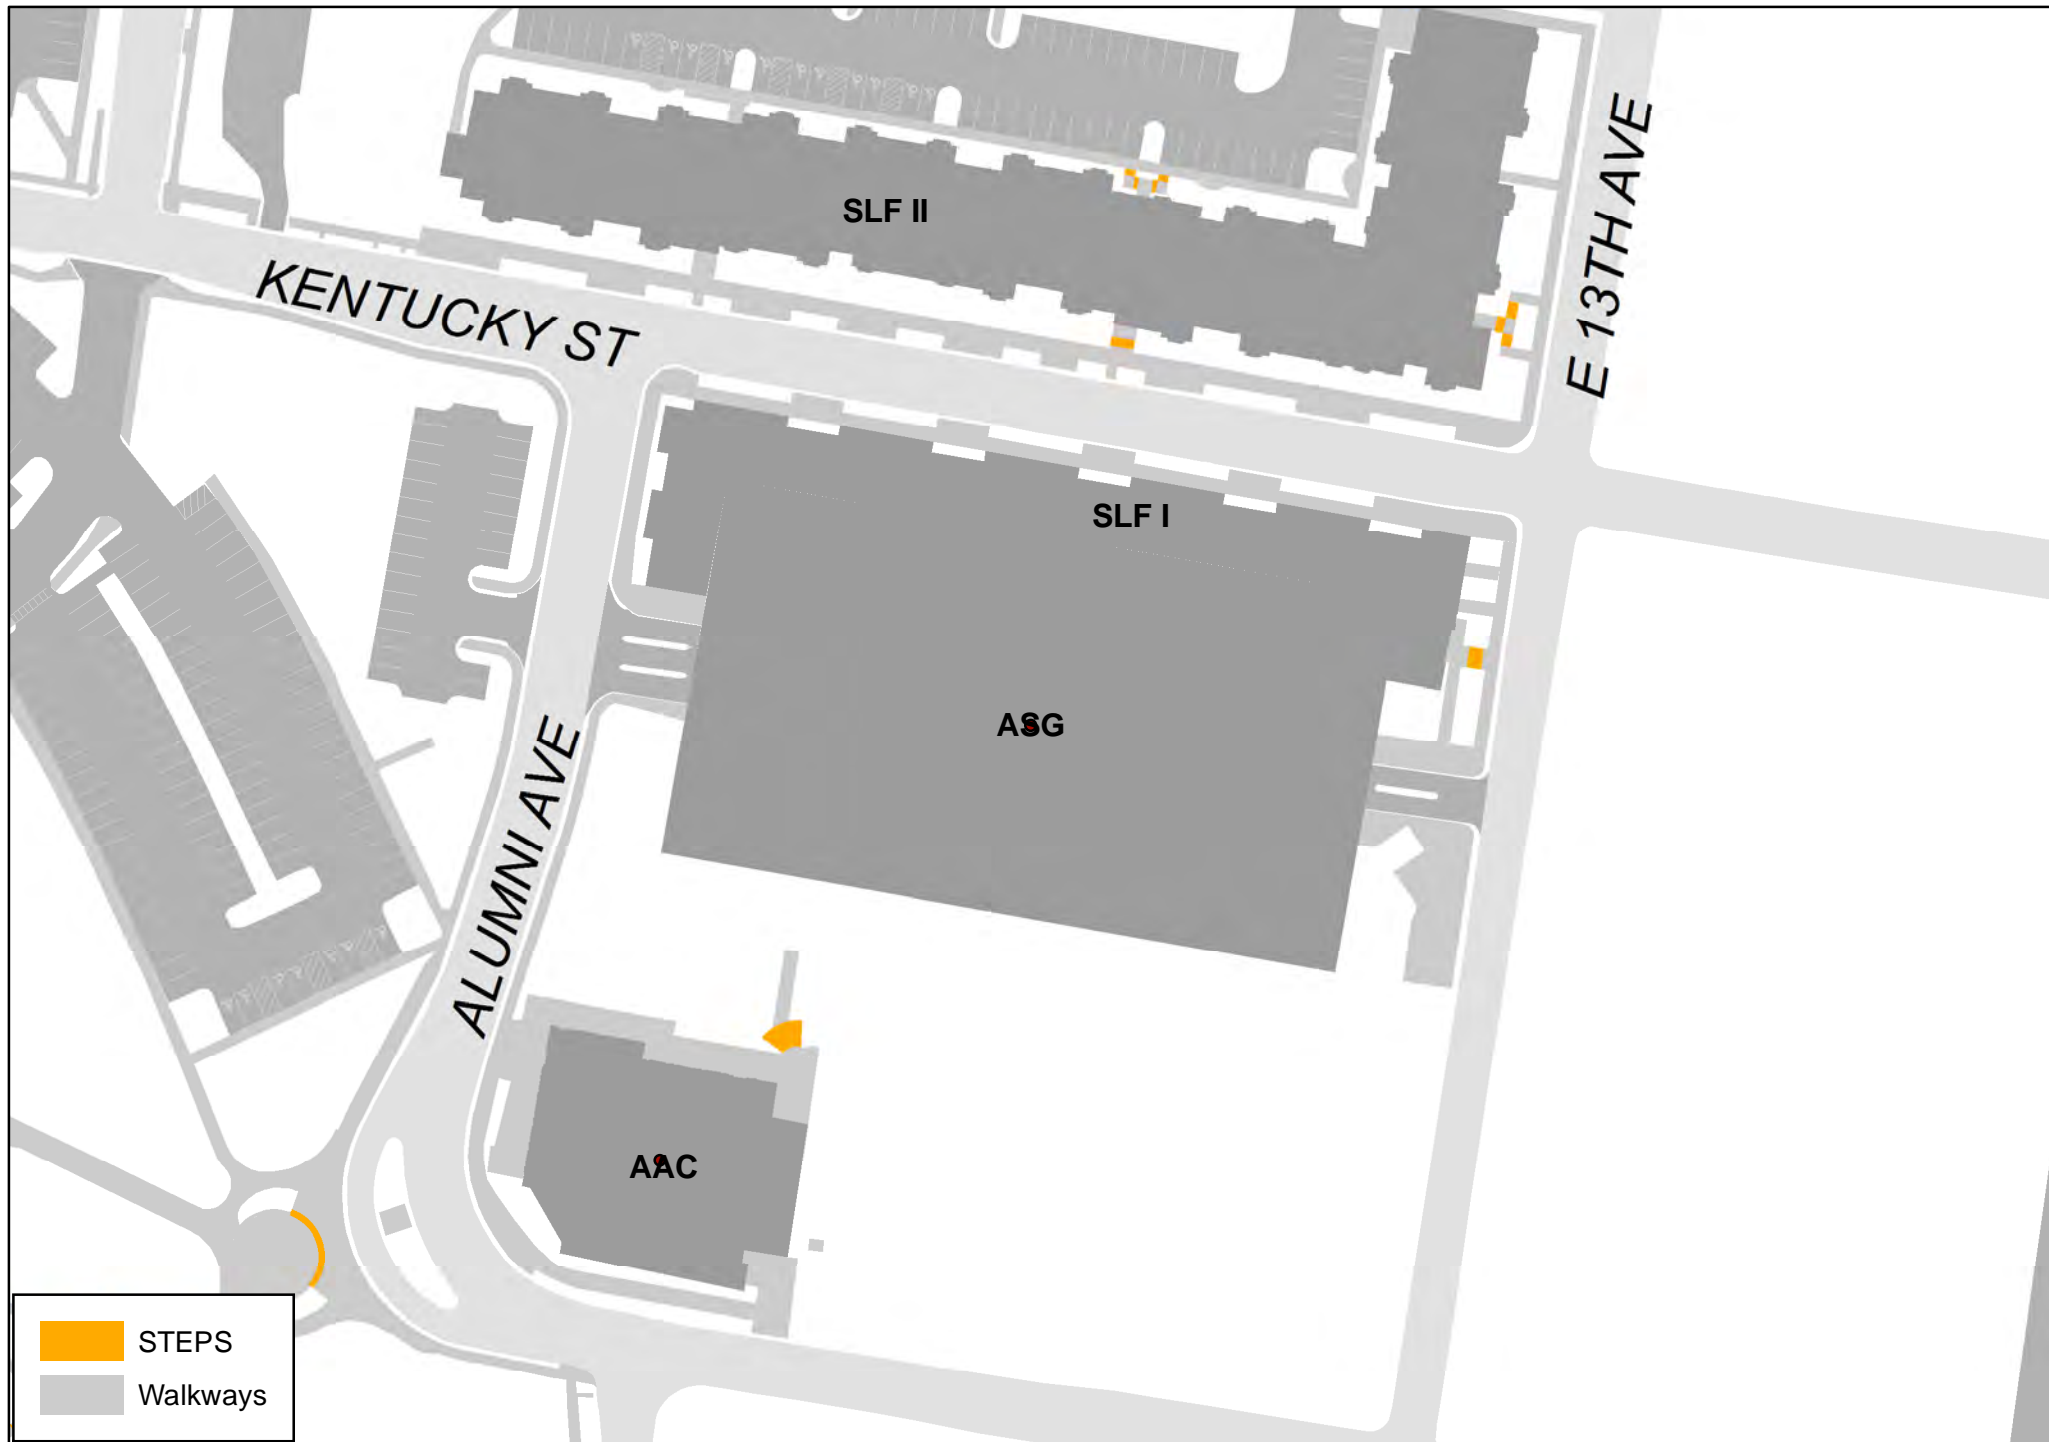 SLF II
E 13TH AVE
KENTUCKY ST
SLF I
ASG
ALUMNI AVE
AAC
STEPS
Walkways